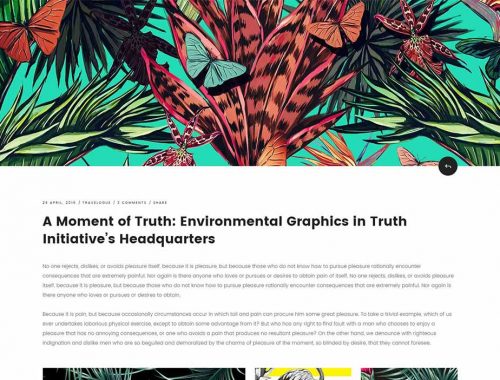 29 APRIL, 2016 / TRAVELOGUE / 3 COMMENTS / SHARE
A Moment of Truth: Environmental Graphics in Truth
Initiative's Headquarters
No one rejects, dislikes, or avoids pleasure itself, because it is pleasure, but because those who do not know how to pursue pleasure rationally encounter
consequences that are extremely painful. Nor again is there anyone who loves or pursues or desires to obtain pain of itself. No one rejects, dislikes, or avoids pleasure
itself, because it is pleasure, but because those who do not know how to pursue pleasure rationally encounter consequences that are extremely painful. Nor again is
there anyone who loves or pursues or desires to obtain.
Because it is pain, but because occasionally circumstances occur in which toil and pain can procure him some great pleasure. To take a trivial example, which of us
ever undertakes laborious physical exercise, except to obtain some advantage from it? But who has any right to find fault with a man who chooses to enjoy a
pleasure that has no annoying consequences, or one who avoids a pain that produces no resultant pleasure? On the other hand, we denounce with righteous
indignation and dislike men who are so beguiled and demoralized by the charms of pleasure of the moment, so blinded by desire, that they cannot foresee.